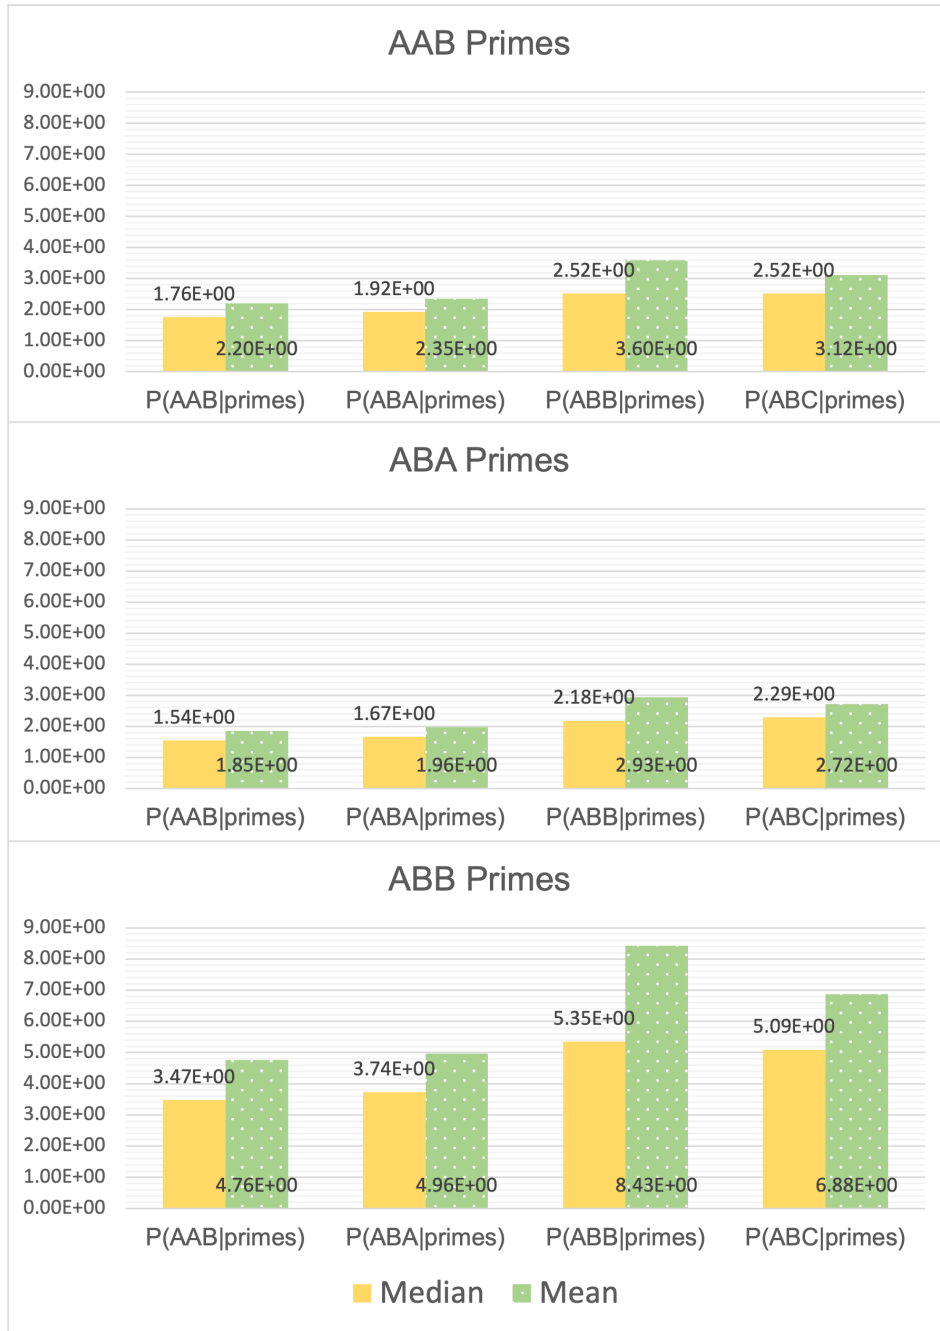 AAB Primes
9.00E+00
8.00E+00
7.00E+00
6.00E+00
5.00E+00
4.00E+00
3.00E+00
2.00E+00
1.00E+00
0.00E+00
1.76E+00
1.92E+00
2.52E+00
2.52E+00
2.20E+00
2.35E+00
3.60E+00
3.12E+00
P(AAB|primes)
P(ABA|primes)
P(ABB|primes)
P(ABC|primes)
ABA Primes
9.00E+00
8.00E+00
7.00E+00
6.00E+00
5.00E+00
4.00E+00
3.00E+00
2.00E+00
1.00E+00
0.00E+00
1.54E+00
1.67E+00
2.18E+00
2.29E+00
1.85E+00
1.96E+00
2.93E+00
2.72E+00
P(AAB|primes)
P(ABA|primes)
P(ABB|primes)
P(ABC|primes)
ABB Primes
9.00E+00
8.00E+00
7.00E+00
6.00E+00
5.00E+00
4.00E+00
3.00E+00
2.00E+00
1.00E+00
0.00E+00
3.47E+00
3.74E+00
5.35E+00
5.09E+00
4.76E+00
4.96E+00
8.43E+00
6.88E+00
P(AAB|primes)
P(ABA|primes)
P(ABB|primes)
P(ABC|primes)
Median
Mean